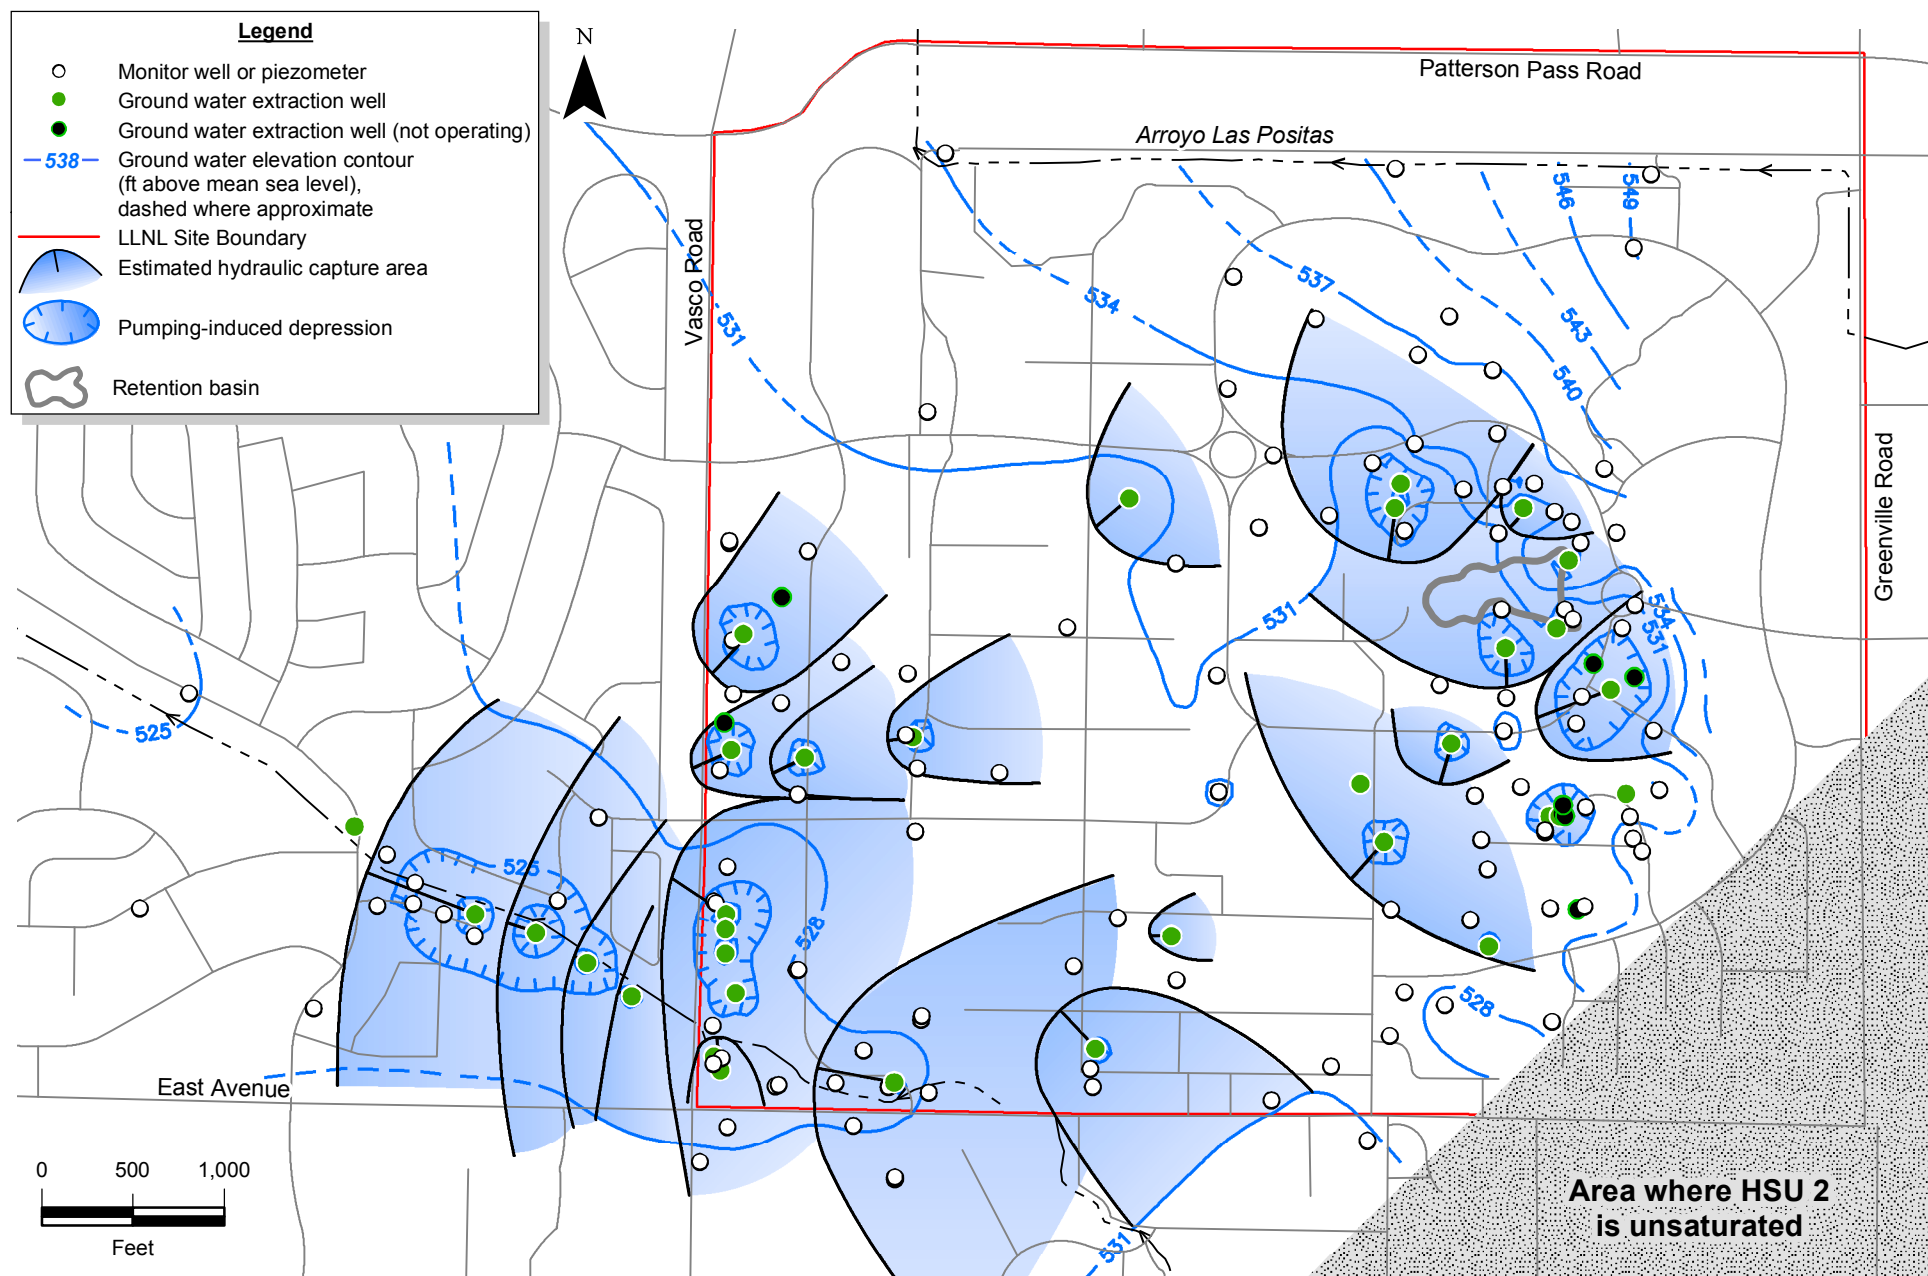 Legend
Monitor well or piezometer
Ground water extraction well
Ground water extraction well (not operating)
538
Ground water elevation contour
(ft above mean sea level),
dashed where approximate
LLNL Site Boundary
Estimated hydraulic capture area
Pumping-induced depression
Retention basin
N
Patterson Pass Road
Arroyo Las Positas
Vasco Road
Greenville Road
East Avenue
546
549
537
534
543
531
540
531
534
531
525
525
528
528
531
0 500 1,000
Feet
Area where HSU 2
is unsaturated